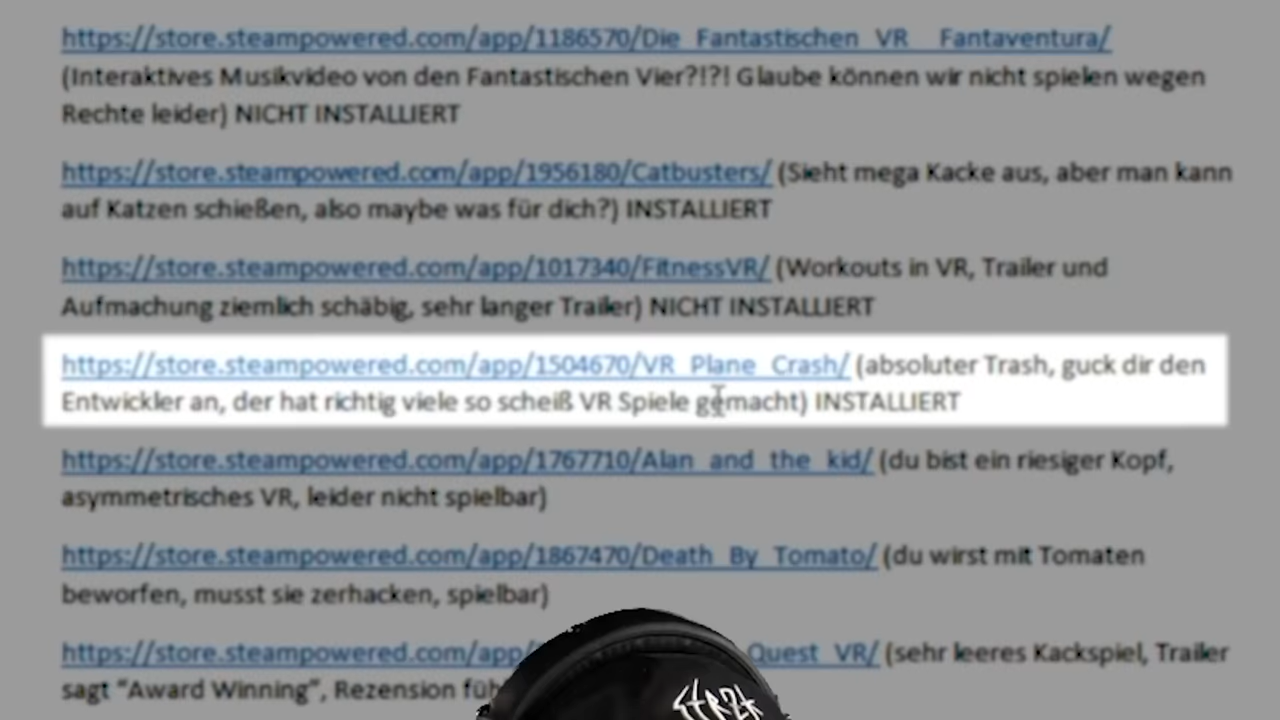 https://store.steampowered.com/app/1186570/Die_Fantastischen_VR__Fantaventura/
(Interaktives Musikvideo von den Fantastischen Vier?!?! Glaube können wir nicht spielen wegen
Rechte leider) NICHT INSTALLIERT
https://store.steampowered.com/app/1956180/Catbusters/ (Sieht mega Kacke aus, aber man kann
auf Katzen schießen, also maybe was für dich?) INSTALLIERT
https://store.steampowered.com/app/1017340/FitnessVR/ (Workouts in VR, Trailer und
Aufmachung ziemlich schäbig, sehr langer Trailer) NICHT INSTALLIERT
https://store.steampowered.com/app/1504670/VR_Plane_Crash/ (absoluter Trash, guck dir den
Entwickler an, der hat richtig viele so scheiß VR Spiele gemacht) INSTALLIERT
https://store.steampowered.com/app/1767710/Alan_and_the_kid/ (du bist ein riesiger Kopf,
asymmetrisches VR, leider nicht spielbar)
https://store.steampowered.com/app/1867470/Death_By_Tomato/ (du wirst mit Tomaten
beworfen, musst sie zerhacken, spielbar)
https://store.steampowered.com/app/ Quest_VR/ (sehr leeres Kackspiel, Trailer
sagt "Award Winning", Rezension